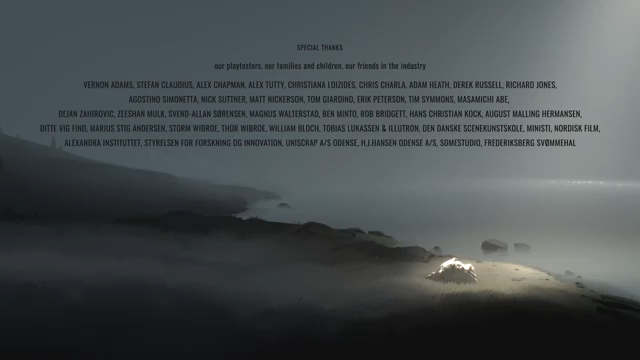 SPECIAL THANKS
our playtesters, our families and children, our friends in the industry
VERNON ADAMS, STEFAN CLAUDIUS, ALEX CHAPMAN, ALEX TUTTY, CHRISTIANA LOIZIDES, CHRIS CHARLA, ADAM HEATH, DEREK RUSSELL, RICHARD JONES,
AGOSTINO SIMONETTA, NICK SUTTNER, MATT NICKERSON, TOM GIARDINO, ERIK PETERSON, TIM SYMMONS, MASAMICHI ABE,
DEJAN ZAHIROVIC, ZEESHAN MULK, SVEND-ALLAN SØRENSEN, MAGNUS WALTERSTAD, BEN MINTO, ROB BRIDGETT, HANS CHRISTIAN KOCK, AUGUST MALLING HERMANSEN,
DITTE VIG FIND, MARIUS STIG ANDERSEN, STORM WIBROE, THOR WIBROE, WILLIAM BLOCH, TOBIAS LUKASSEN & ILLUTRON, DEN DANSKE SCENEKUNSTSKOLE, MINISTI, NORDISK FILM,
ALEXANDRA INSTITUTTET, STYRELSEN FOR FORSKNING OG INNOVATION, UNISCRAP A/S ODENSE, H.J.HANSEN ODENSE A/S, SOMESTUDIO, FREDERIKSBERG SVØMMEHAL